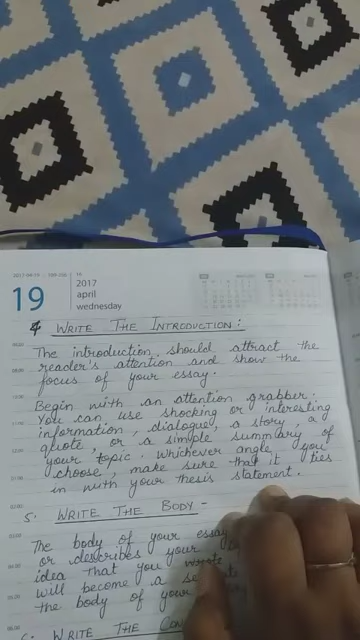 19
2017
april
wednesday
4 WRITE THE INTRODUCTION:
The introduction should attract the
reader's attention and show the
focus of your essay.
Begin with an attention grabber.
You can use shocking or interesting
information, dialogue, a story, a
quote, or a simple summary of
your topic. Whichever angle you
choose, make sure that it ties
in with your thesis statement.
5. WRITE THE BODY -
The body of your essay
or describes your
idea that you wrote
will become a
the body of your
WRITE THE